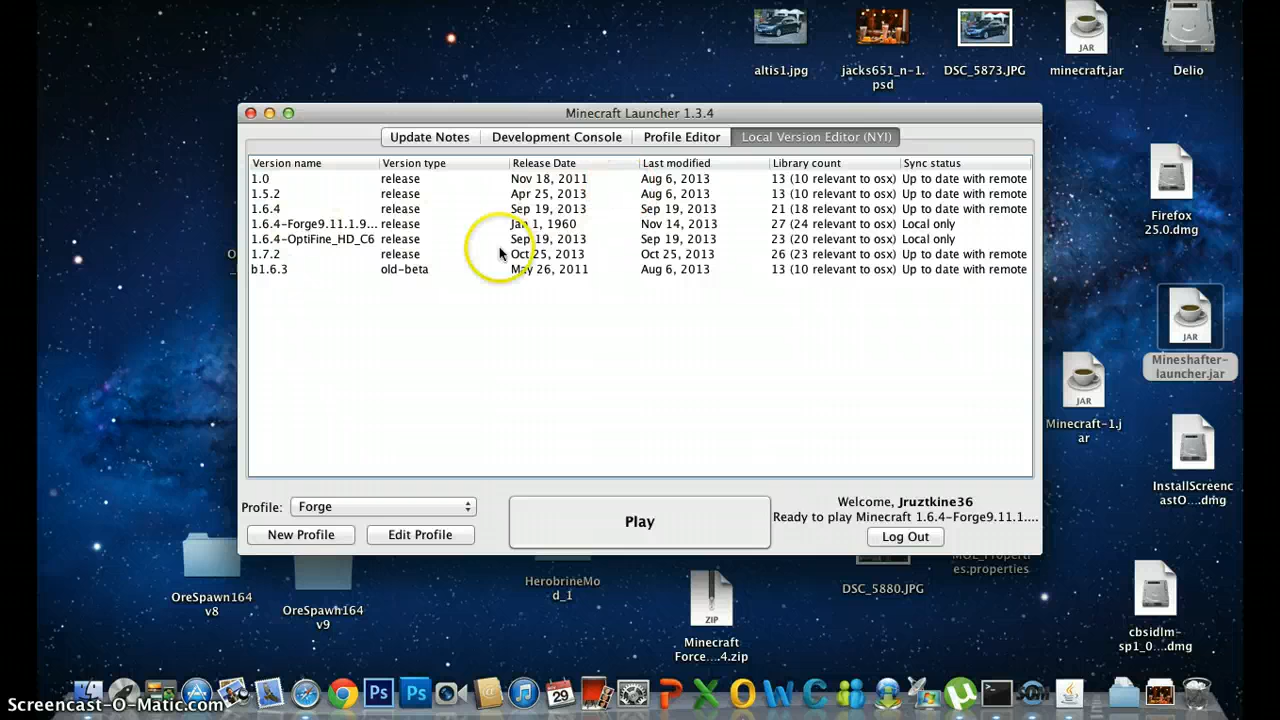 altis1.jpg
jacks651_n-1.
psd
DSC_5873.JPG
JAR
minecraft.jar
Delio
Minecraft Launcher 1.3.4
Update Notes Development Console Profile Editor Local Version Editor (NYI)
Version name Version type Release Date Last modified Library count Sync status
1.0 release Nov 18, 2011 Aug 6, 2013 13 (10 relevant to osx) Up to date with remote
1.5.2 release Apr 25, 2013 Aug 6, 2013 13 (10 relevant to osx) Up to date with remote
1.6.4 release Sep 19, 2013 Sep 19, 2013 21 (18 relevant to osx) Up to date with remote
1.6.4-Forge9.11.1.9... release Jan 1, 1960 Nov 14, 2013 27 (24 relevant to osx) Local only
1.6.4-OptiFine_HD_C6 release Sep 19, 2013 Sep 19, 2013 23 (20 relevant to osx) Local only
1.7.2 release Oct 25, 2013 Oct 25, 2013 26 (23 relevant to osx) Up to date with remote
b1.6.3 old-beta May 26, 2011 Aug 6, 2013 13 (10 relevant to osx) Up to date with remote
Firefox
25.0.dmg
JAR
Mineshafter-
launcher.jar
JAR
Minecraft-1.j
ar
InstallScreenc
astO....dmg
Profile: Forge
New Profile Edit Profile
Play
Welcome, Jruztkine36
Ready to play Minecraft 1.6.4-Forge9.11.1....
Log Out
OreSpawn164
v8
OreSpawn164
v9
HerobrineMo
d_1
ZIP
Minecraft
Force....4.zip
es.properties
DSC_5880.JPG
cbsidlm-
sp1_0....dmg
Ps Ps 29
Screencast-O-Matic.com